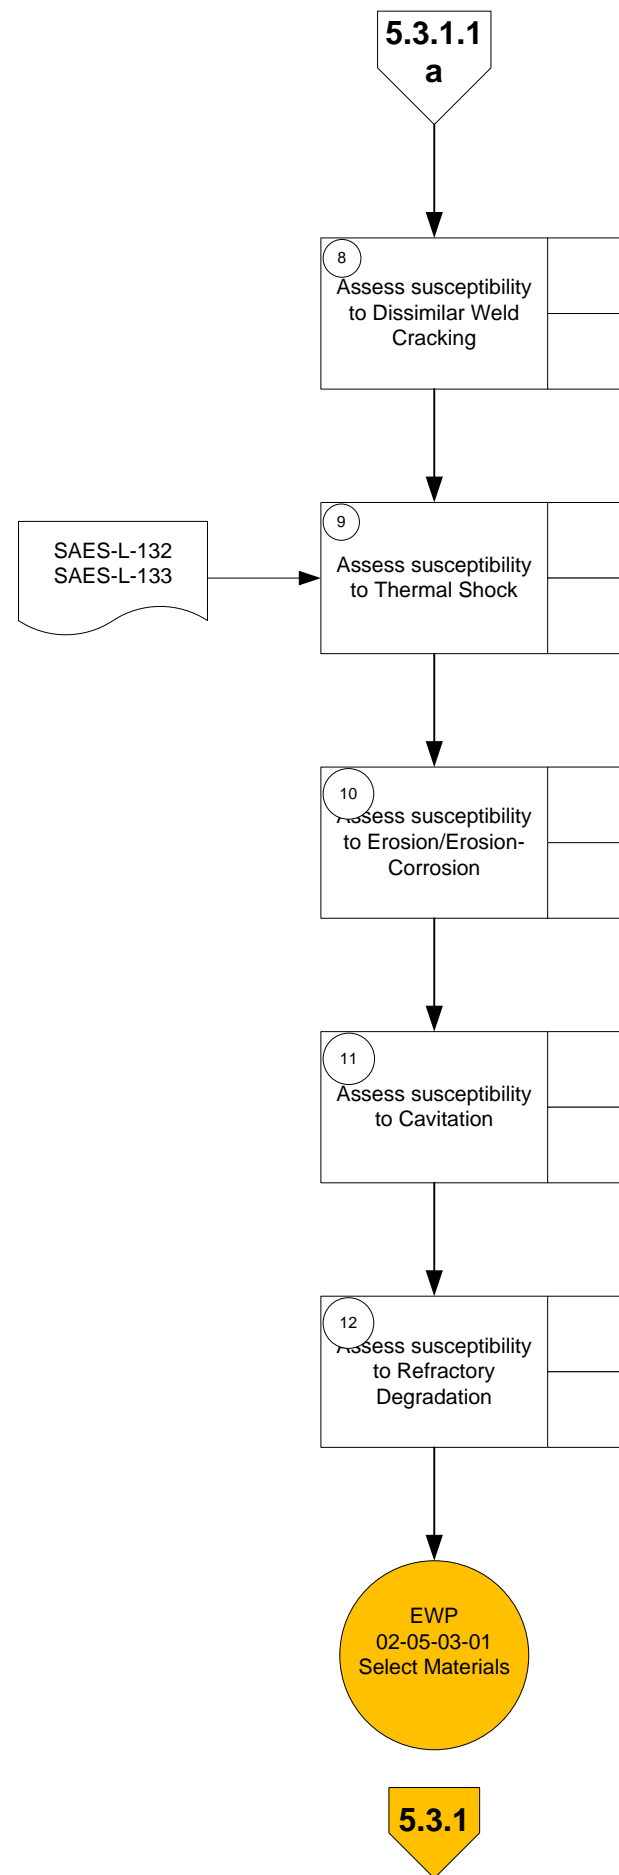 5.3.1.1
a
8
Assess susceptibility
to Dissimilar Weld
Cracking
SAES-L-132
SAES-L-133
9
Assess susceptibility
to Thermal Shock
10
Assess susceptibility
to Erosion/Erosion-
Corrosion
11
Assess susceptibility
to Cavitation
12
Assess susceptibility
to Refractory
Degradation
EWP
02-05-03-01
Select Materials
5.3.1